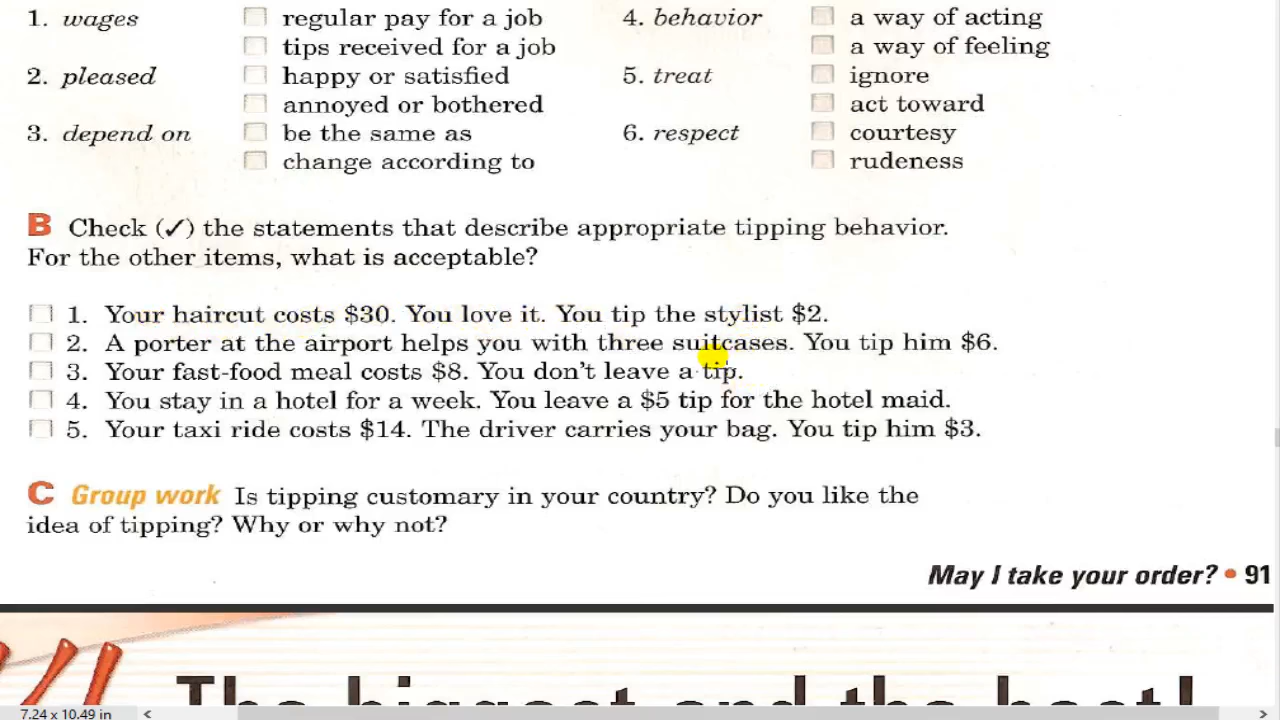 1. wages regular pay for a job
tips received for a job
2. pleased happy or satisfied
annoyed or bothered
3. depend on be the same as
change according to
4. behavior a way of acting
a way of feeling
5. treat ignore
act toward
6. respect courtesy
rudeness
B Check (✓) the statements that describe appropriate tipping behavior.
For the other items, what is acceptable?
1. Your haircut costs $30. You love it. You tip the stylist $2.
2. A porter at the airport helps you with three suitcases. You tip him $6.
3. Your fast-food meal costs $8. You don't leave a tip.
4. You stay in a hotel for a week. You leave a $5 tip for the hotel maid.
5. Your taxi ride costs $14. The driver carries your bag. You tip him $3.
C Group work Is tipping customary in your country? Do you like the
idea of tipping? Why or why not?
May I take your order? • 91
The biggest and the best!
7.24 x 10.49 in